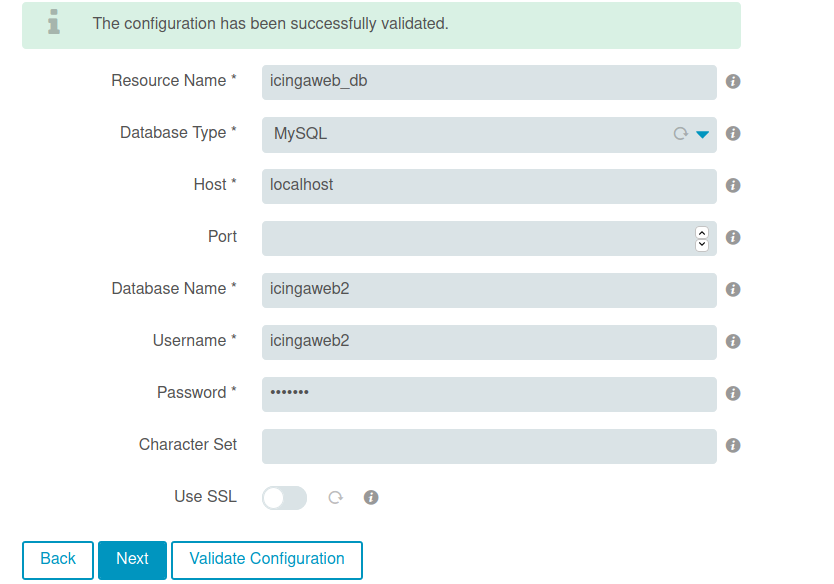 The configuration has been successfully validated.
Resource Name * icingaweb_db
Database Type * MySQL
Host * localhost
Port
Database Name * icingaweb2
Username * icingaweb2
Password * •••••••
Character Set
Use SSL
Back Next Validate Configuration